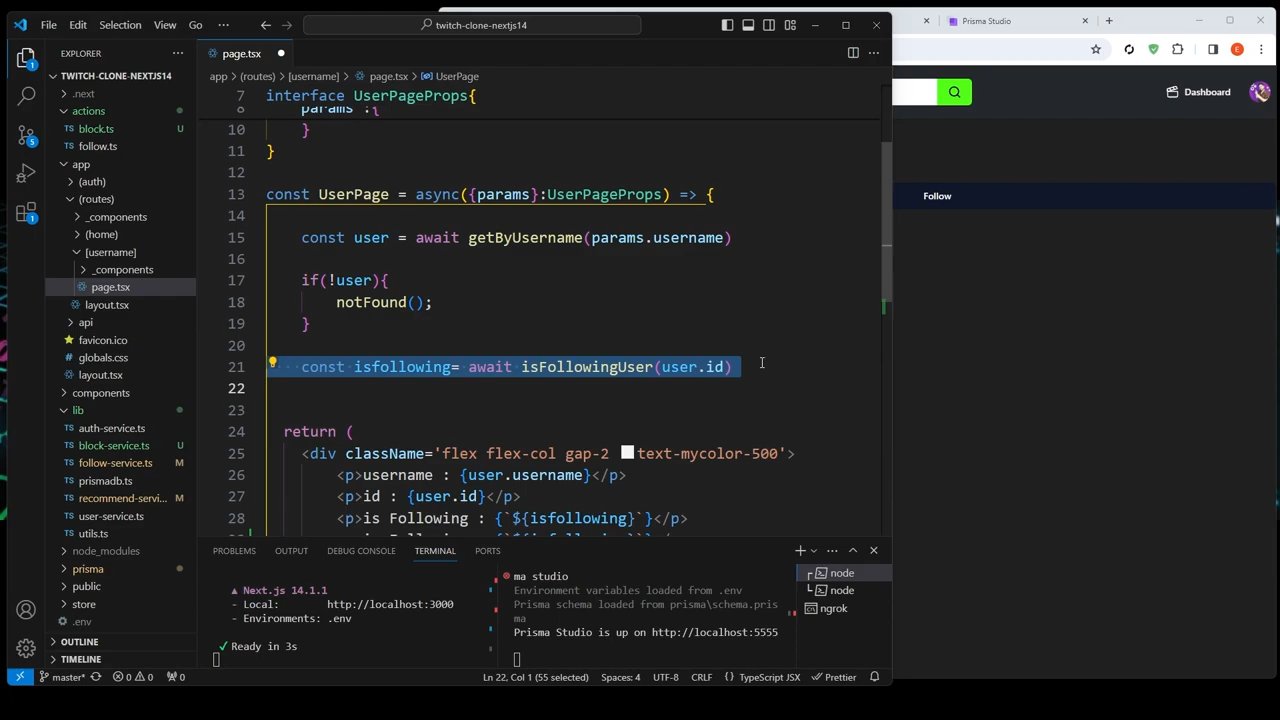 File Edit Selection View Go ··· twitch-clone-nextjs14
Prisma Studio
EXPLORER ···
page.tsx
app > (routes) > [username] > page.tsx > UserPage
Dashboard
TWITCH-CLONE-NEXTJS14
.next
actions
block.ts U
follow.ts
app
(auth)
(routes)
_components
(home)
[username]
_components
page.tsx
layout.tsx
api
favicon.ico
globals.css
layout.tsx
components
lib
auth-service.ts
block-service.ts U
follow-service.ts M
prismadb.ts
recommend-servi... M
user-service.ts
utils.ts
node_modules
prisma
public
store
.env
OUTLINE
TIMELINE
7 interface UserPageProps{
8 params :{
10 }
11 }
12
13 const UserPage = async({params}:UserPageProps) => {
14
15 const user = await getByUsername(params.username)
16
17 if(!user){
18 notFound();
19 }
20
21 const isfollowing= await isFollowingUser(user.id)
22
23
24 return (
25 <div className='flex flex-col gap-2 text-mycolor-500'>
26 <p>username : {user.username}</p>
27 <p>id : {user.id}</p>
28 <p>is Following : {`${isfollowing}`}</p>
Follow
PROBLEMS OUTPUT DEBUG CONSOLE TERMINAL PORTS
▲ Next.js 14.1.1
- Local: http://localhost:3000
- Environments: .env
✓ Ready in 3s
ma studio
Environment variables loaded from .env
Prisma schema loaded from prisma\schema.pris
ma
Prisma Studio is up on http://localhost:5555
node
node
ngrok
master* 0 0 0 Ln 22, Col 1 (55 selected) Spaces: 4 UTF-8 CRLF {} TypeScript JSX Prettier